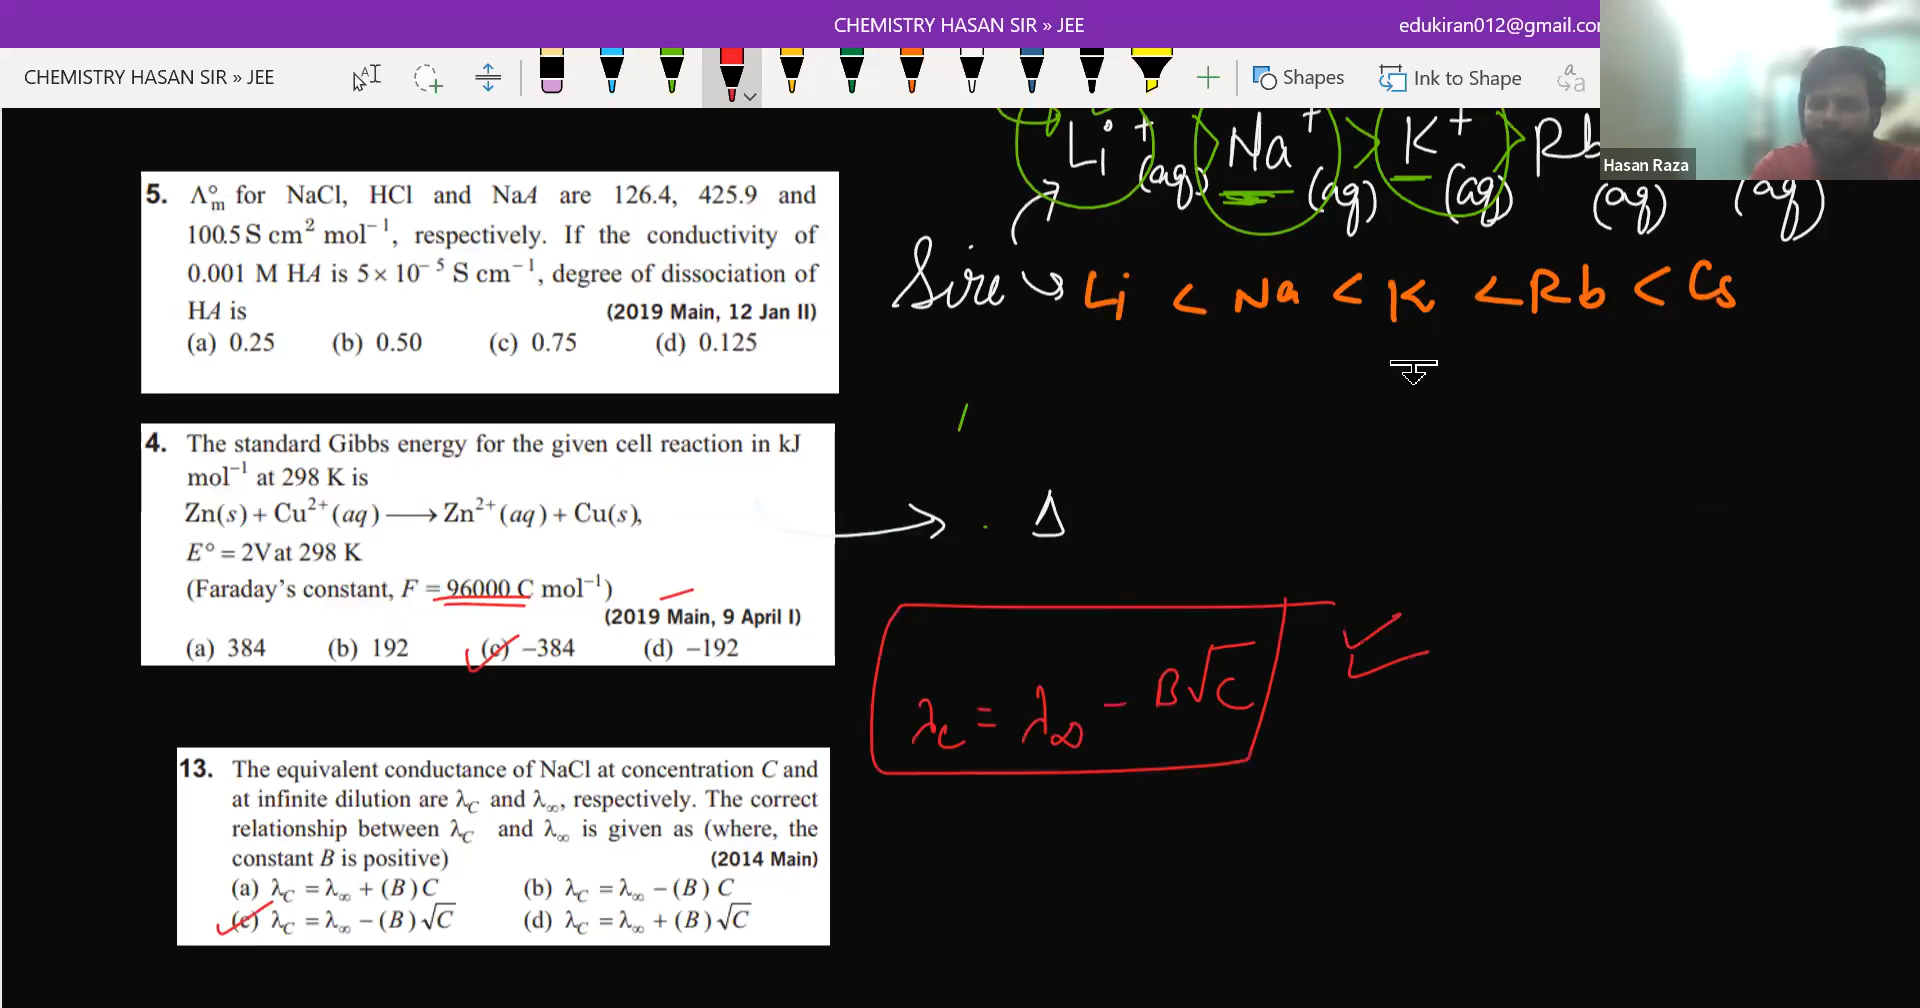 CHEMISTRY HASAN SIR » JEE
edukiran012@gmail.co
CHEMISTRY HASAN SIR » JEE
Shapes
Ink to Shape
Hasan Raza
Li⁺(aq) > Na⁺(aq) > K⁺(aq) > Rb (aq) (aq)
Size → Li < Na < K < Rb < Cs
5. Λ°m for NaCl, HCl and NaA are 126.4, 425.9 and
100.5 S cm² mol⁻¹, respectively. If the conductivity of
0.001 M HA is 5 × 10⁻⁵ S cm⁻¹, degree of dissociation of
HA is (2019 Main, 12 Jan II)
(a) 0.25 (b) 0.50 (c) 0.75 (d) 0.125
4. The standard Gibbs energy for the given cell reaction in kJ
mol⁻¹ at 298 K is
Zn(s) + Cu²⁺(aq) ⟶ Zn²⁺(aq) + Cu(s),
E° = 2V at 298 K
(Faraday's constant, F = 96000 C mol⁻¹)
(2019 Main, 9 April I)
(a) 384 (b) 192 (c) –384 (d) –192
Δ
λc = λ∞ - B√C
13. The equivalent conductance of NaCl at concentration C and
at infinite dilution are λC and λ∞, respectively. The correct
relationship between λC and λ∞ is given as (where, the
constant B is positive) (2014 Main)
(a) λC = λ∞ + (B)C (b) λC = λ∞ – (B)C
(c) λC = λ∞ – (B)√C (d) λC = λ∞ + (B)√C